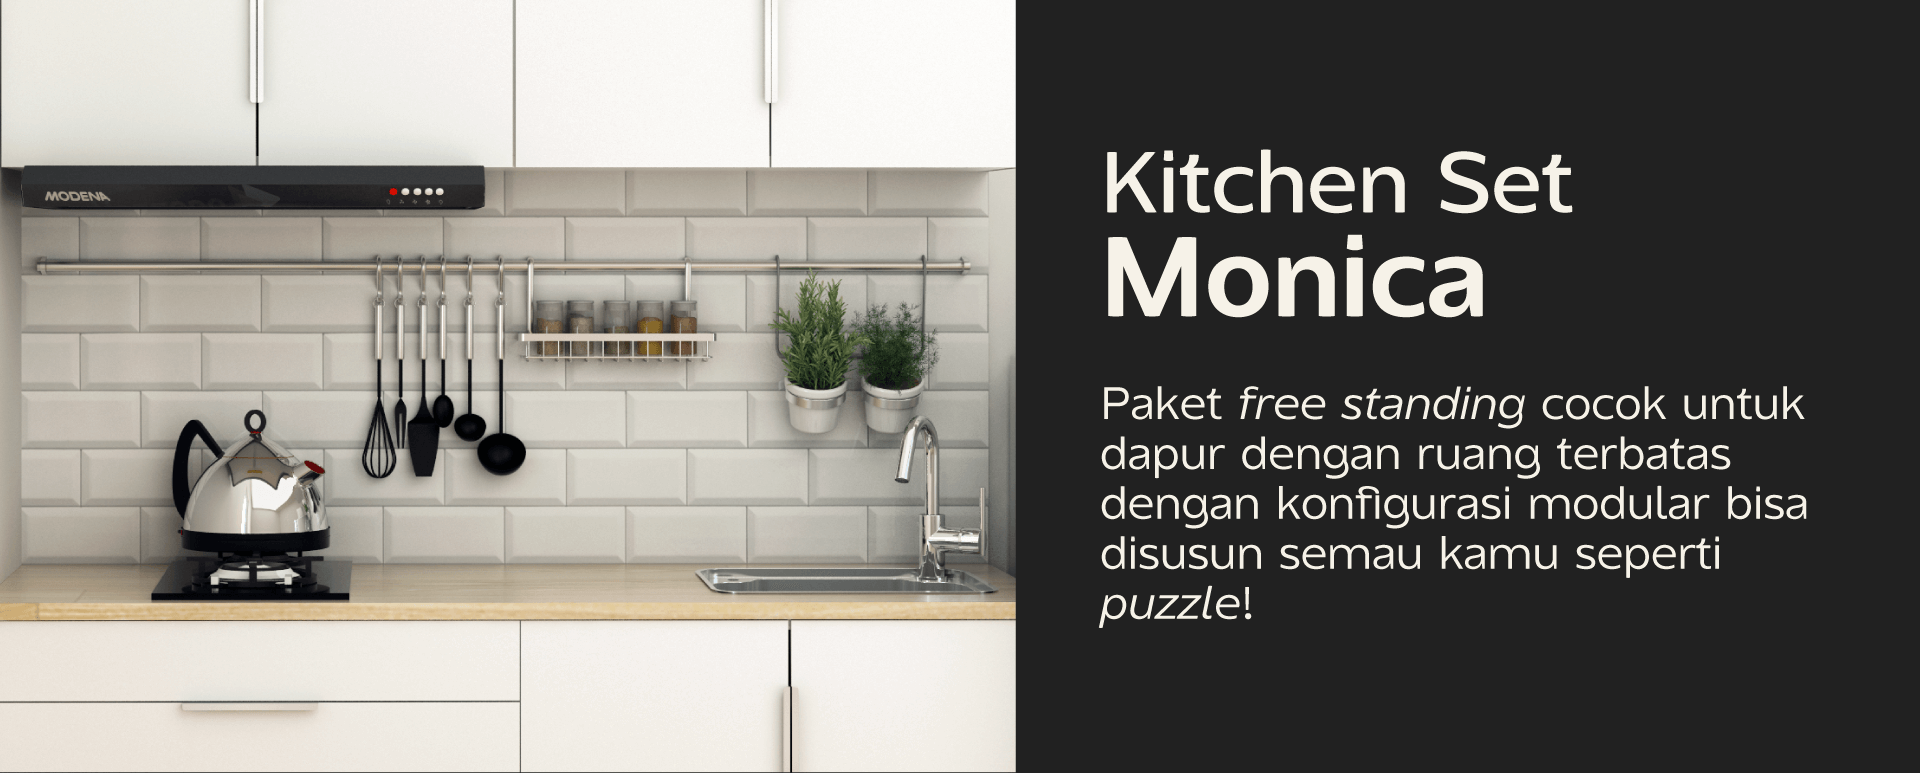 MODENA
Kitchen Set
Monica
Paket free standing cocok untuk
dapur dengan ruang terbatas
dengan konfigurasi modular bisa
disusun semau kamu seperti
puzzle!